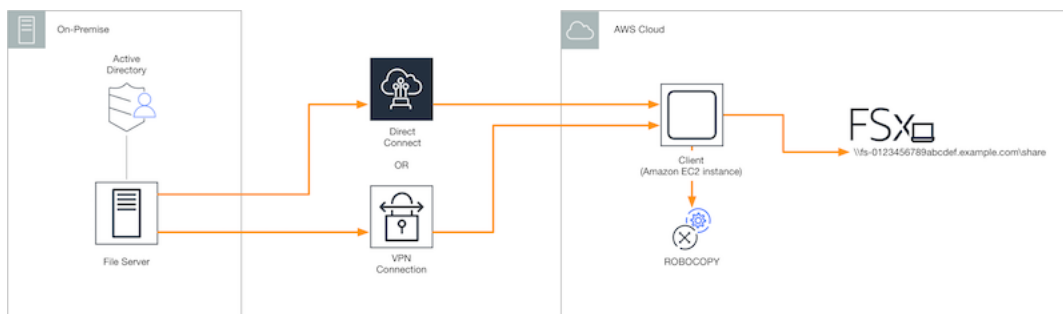 On-Premise
Active
Directory
File Server
Direct
Connect
OR
VPN
Connection
AWS Cloud
Client
(Amazon EC2 instance)
ROBOCOPY
FSx
\\fs-0123456789abcdef.example.com\share